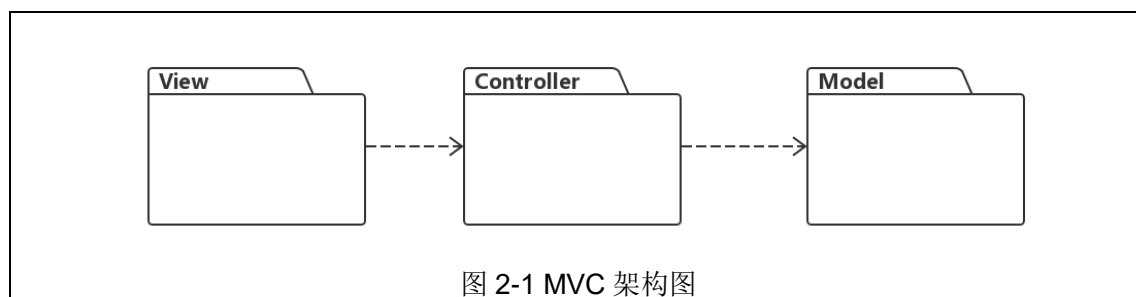 View
Controller
Model
图 2-1 MVC 架构图